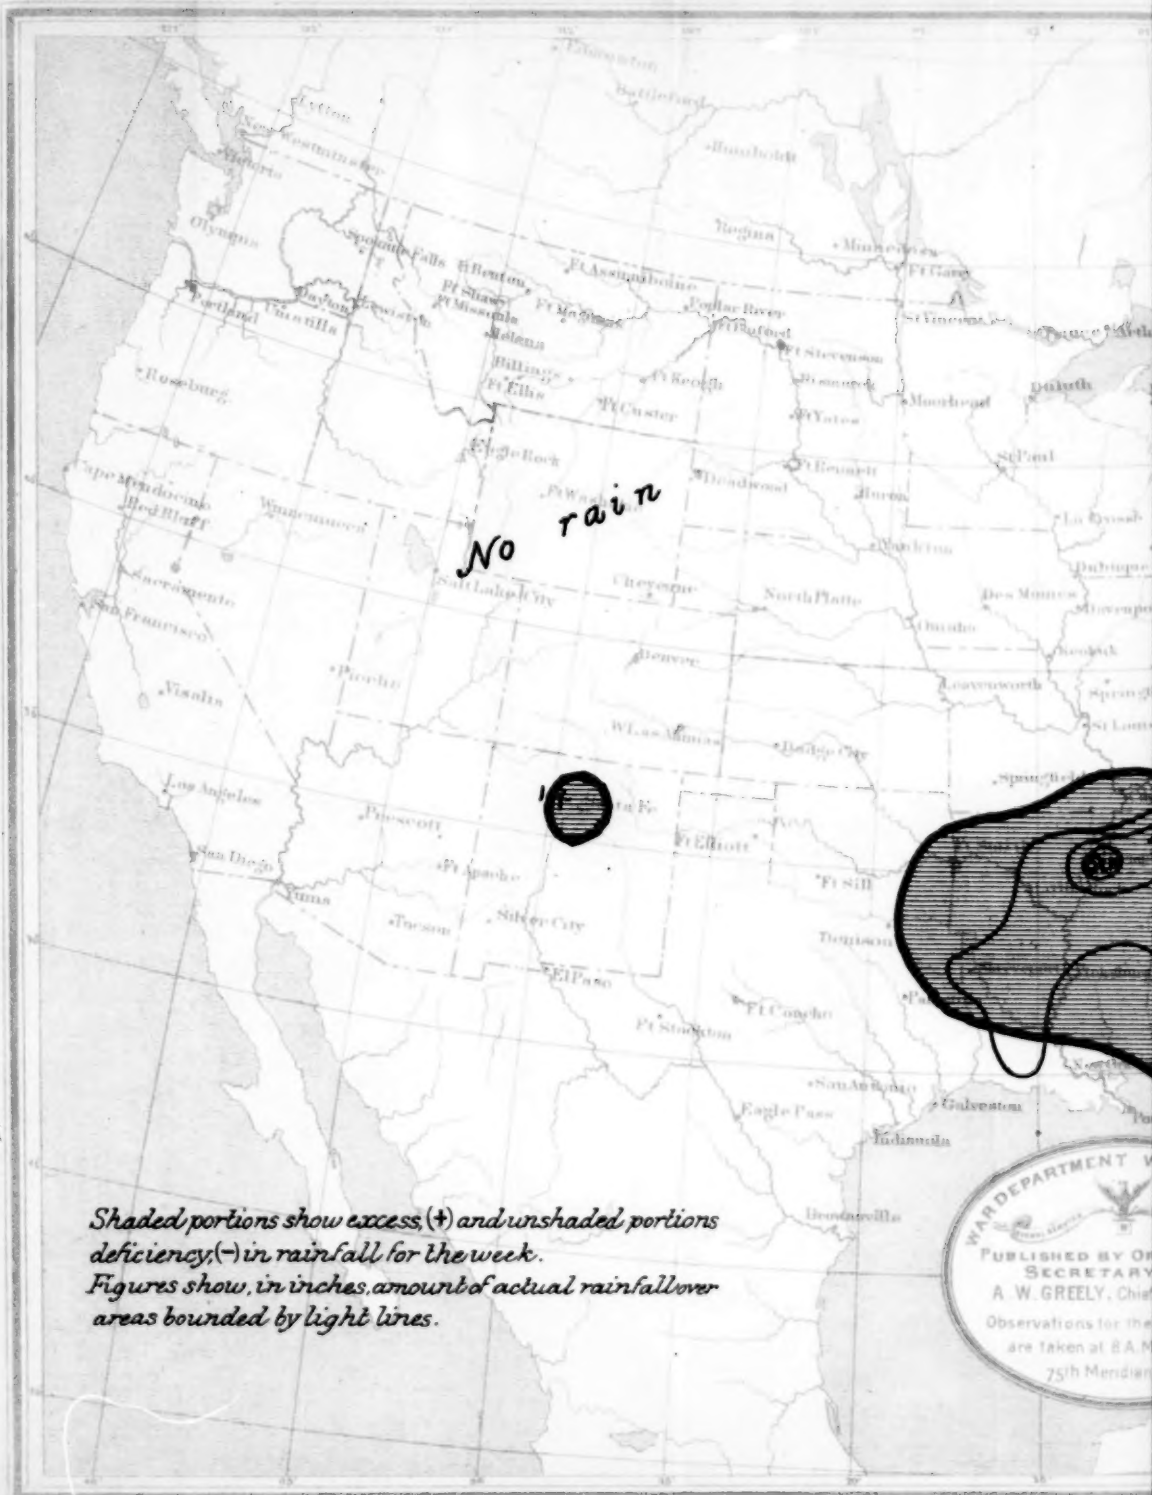 Edmonton
Battleford
Lytton
New Westminster
Victoria
Humboldt
Olympia
Regina
Minnedosa
Spokane Falls
Ft Benton
Ft Assinniboine
Ft Garry
Ft Shaw
Ft Missoula
Ft Maginnis
Poplar River
Portland
Umatilla
Dayton
Lewiston
Ft Buford
St Vincent
Helena
Ft Stevenson
Roseburg
Billings
Ft Ellis
Ft Keogh
Bismarck
Moorhead
Duluth
Ft Custer
Ft Yates
Eagle Rock
Deadwood
Ft Bennett
Huron
St Paul
Cape Mendocino
Red Bluff
Winnemucca
rain
No
La Crosse
Yankton
Dubuque
Sacramento
San Francisco
Salt Lake City
Cheyenne
North Platte
Des Moines
Omaha
Keokuk
Visalia
Pioche
Denver
Leavenworth
W Las Animas
Dodge City
Springfield
Los Angeles
Prescott
San Diego
Ft Apache
Ft Elliott
Ft Sill
Yuma
Tucson
Silver City
Denison
El Paso
Ft Concho
Ft Stockton
San Antonio
Eagle Pass
Galveston
Indianola
Brownsville
Shaded portions show excess, (+) and unshaded portions
deficiency, (-) in rainfall for the week.
Figures show, in inches, amount of actual rainfall over
areas bounded by light lines.
WAR DEPARTMENT
PUBLISHED BY
SECRETARY
A. W. GREELY, Chief
Observations for the
are taken at 8 A.M
75th Meridian